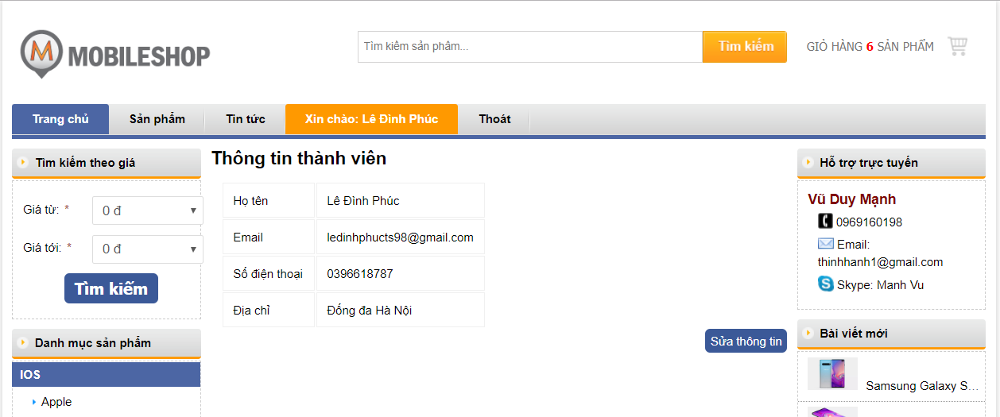 MOBILESHOP
Tìm kiếm sản phẩm...
Tìm kiếm
GIỎ HÀNG 6 SẢN PHẨM
Trang chủ
Sản phẩm
Tin tức
Xin chào: Lê Đình Phúc
Thoát
Tìm kiếm theo giá
Giá từ: *
0 đ
Giá tới: *
0 đ
Tìm kiếm
Danh mục sản phẩm
IOS
Apple
Thông tin thành viên
Họ tên Lê Đình Phúc
Email ledinhphucts98@gmail.com
Số điện thoại 0396618787
Địa chỉ Đống đa Hà Nội
Sửa thông tin
Hỗ trợ trực tuyến
Vũ Duy Mạnh
0969160198
Email:
thinhhanh1@gmail.com
Skype: Manh Vu
Bài viết mới
Samsung Galaxy S...